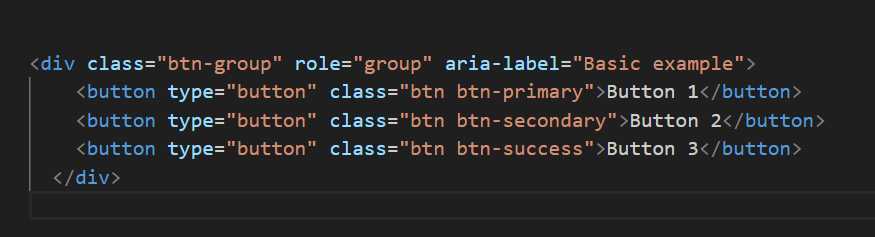 <div class="btn-group" role="group" aria-label="Basic example">
<button type="button" class="btn btn-primary">Button 1</button>
<button type="button" class="btn btn-secondary">Button 2</button>
<button type="button" class="btn btn-success">Button 3</button>
</div>